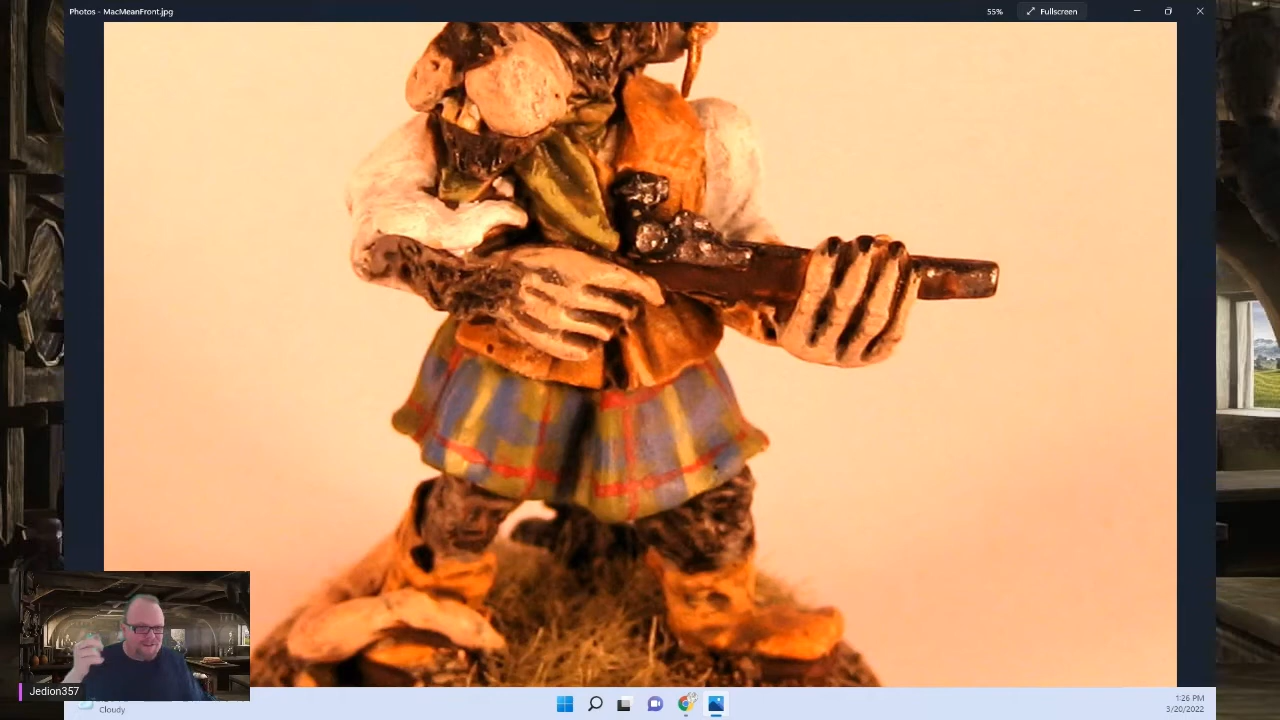 Photos - MacMeanFront.jpg
55%
Fullscreen
Jedion357
Cloudy
1:26 PM
3/20/2022